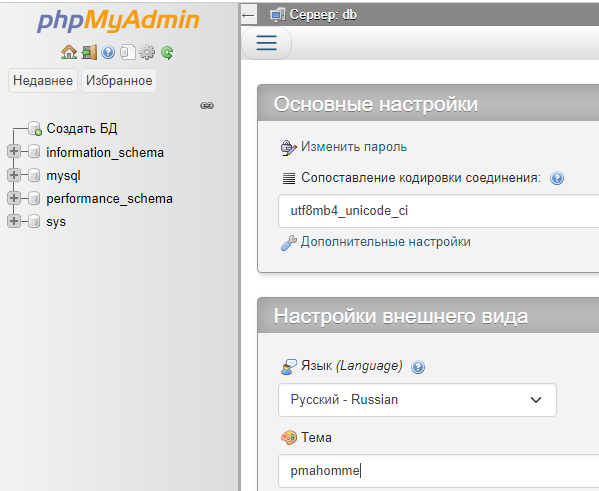 phpMyAdmin
Недавнее Избранное
Создать БД
information_schema
mysql
performance_schema
sys
Сервер: db
Основные настройки
Изменить пароль
Сопоставление кодировки соединения:
utf8mb4_unicode_ci
Дополнительные настройки
Настройки внешнего вида
Язык (Language)
Русский - Russian
Тема
pmahomme